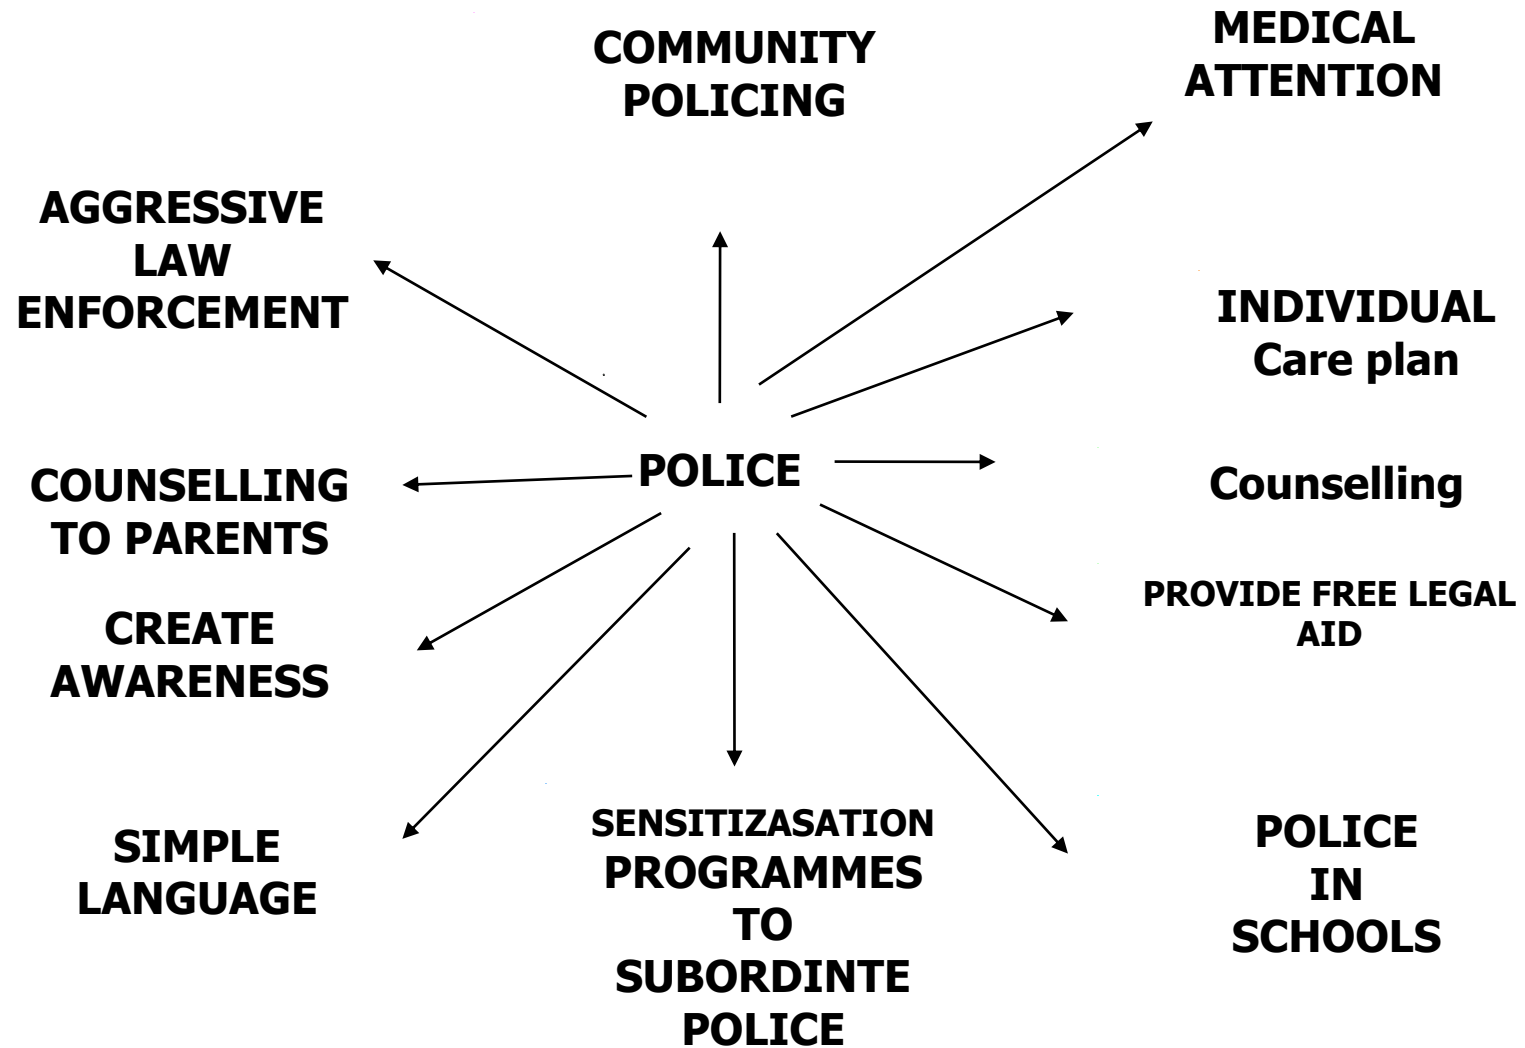 COMMUNITY
POLICING
MEDICAL
ATTENTION
AGGRESSIVE
LAW
ENFORCEMENT
INDIVIDUAL
Care plan
POLICE
COUNSELLING
TO PARENTS
Counselling
PROVIDE FREE LEGAL
AID
CREATE
AWARENESS
SIMPLE
LANGUAGE
SENSITIZASATION
PROGRAMMES
TO
SUBORDINTE
POLICE
POLICE
IN
SCHOOLS